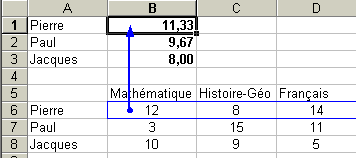 A B C D
1 Pierre 11,33
2 Paul 9,67
3 Jacques 8,00
4
5 Mathématique Histoire-Géo Français
6 Pierre 12 8 14
7 Paul 3 15 11
8 Jacques 10 9 5